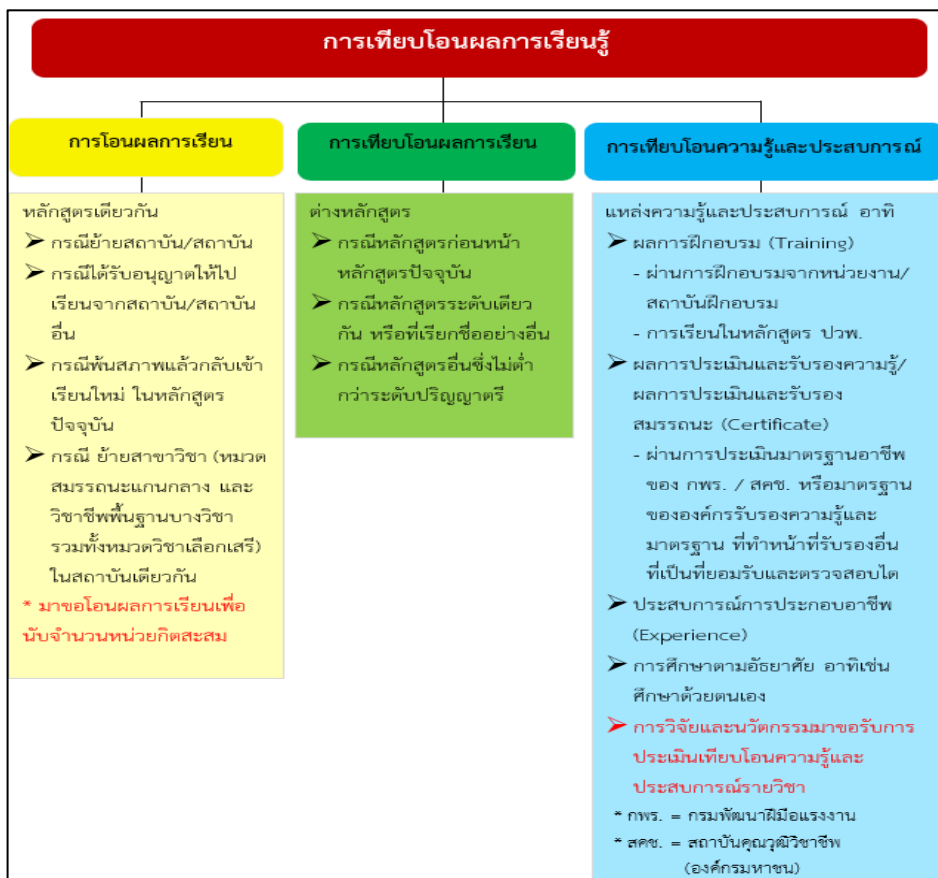 การเทียบโอนผลการเรียนรู้
การโอนผลการเรียน
หลักสูตรเดียวกัน
➢ กรณีย้ายสถาบัน/สถาบัน
➢ กรณีได้รับอนุญาตให้ไป
เรียนจากสถาบัน/สถาบัน
อื่น
➢ กรณีพ้นสภาพแล้วกลับเข้า
เรียนใหม่ ในหลักสูตร
ปัจจุบัน
➢ กรณี ย้ายสาขาวิชา (หมวด
สมรรถนะแกนกลาง และ
วิชาชีพพื้นฐานบางวิชา
รวมทั้งหมวดวิชาเลือกเสรี)
ในสถาบันเดียวกัน
* มาขอโอนผลการเรียนเพื่อ
นับจำนวนหน่วยกิตสะสม
การเทียบโอนผลการเรียน
ต่างหลักสูตร
➢ กรณีหลักสูตรก่อนหน้า
หลักสูตรปัจจุบัน
➢ กรณีหลักสูตรระดับเดียว
กัน หรือที่เรียกชื่ออย่างอื่น
➢ กรณีหลักสูตรอื่นซึ่งไม่ต่ำ
กว่าระดับปริญญาตรี
การเทียบโอนความรู้และประสบการณ์
แหล่งความรู้และประสบการณ์ อาทิ
➢ ผลการฝึกอบรม (Training)
- ผ่านการฝึกอบรมจากหน่วยงาน/
สถาบันฝึกอบรม
- การเรียนในหลักสูตร ปวพ.
➢ ผลการประเมินและรับรองความรู้/
ผลการประเมินและรับรอง
สมรรถนะ (Certificate)
- ผ่านการประเมินมาตรฐานอาชีพ
ของ กพร. / สคช. หรือมาตรฐาน
ขององค์กรรับรองความรู้และ
มาตรฐาน ที่ทำหน้าที่รับรองอื่น
ที่เป็นที่ยอมรับและตรวจสอบได
➢ ประสบการณ์การประกอบอาชีพ
(Experience)
➢ การศึกษาตามอัธยาศัย อาทิเช่น
ศึกษาด้วยตนเอง
➢ การวิจัยและนวัตกรรมมาขอรับการ
ประเมินเทียบโอนความรู้และ
ประสบการณ์รายวิชา
* กพร. = กรมพัฒนาฝีมือแรงงาน
* สคช. = สถาบันคุณวุฒิวิชาชีพ
(องค์กรมหาชน)